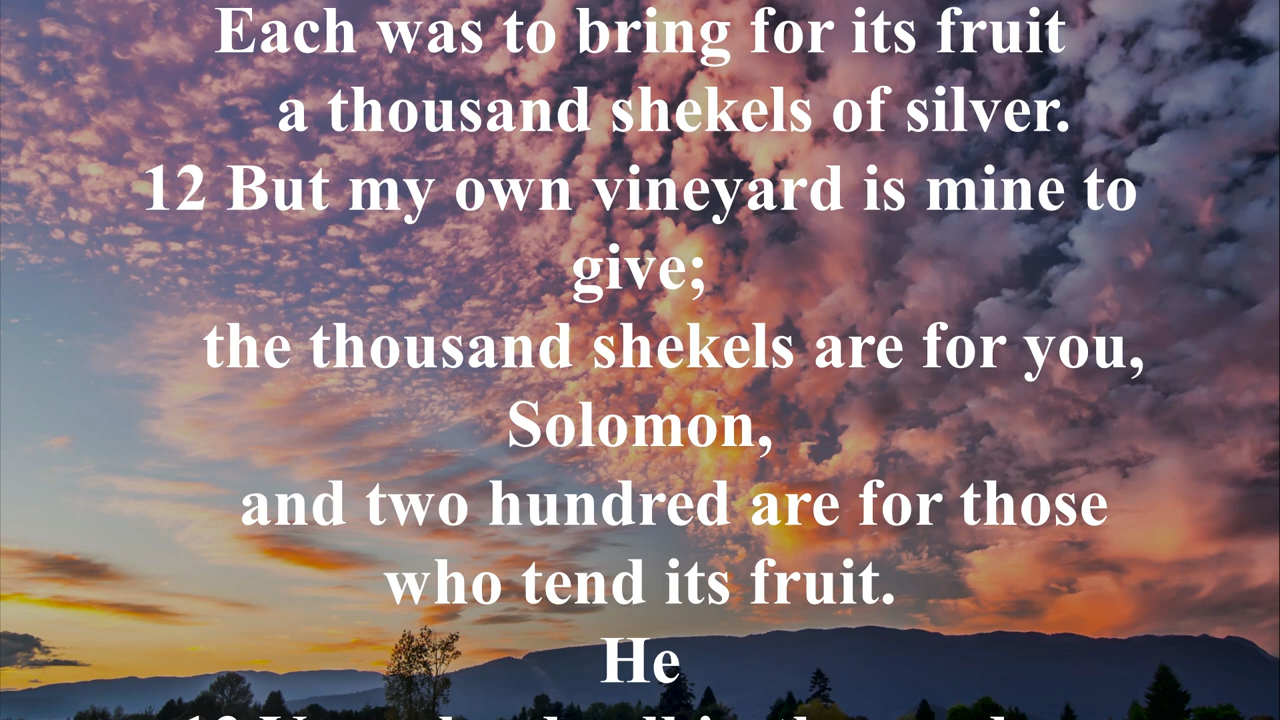 Each was to bring for its fruit
a thousand shekels of silver.
12 But my own vineyard is mine to
give;
the thousand shekels are for you,
Solomon,
and two hundred are for those
who tend its fruit.
He